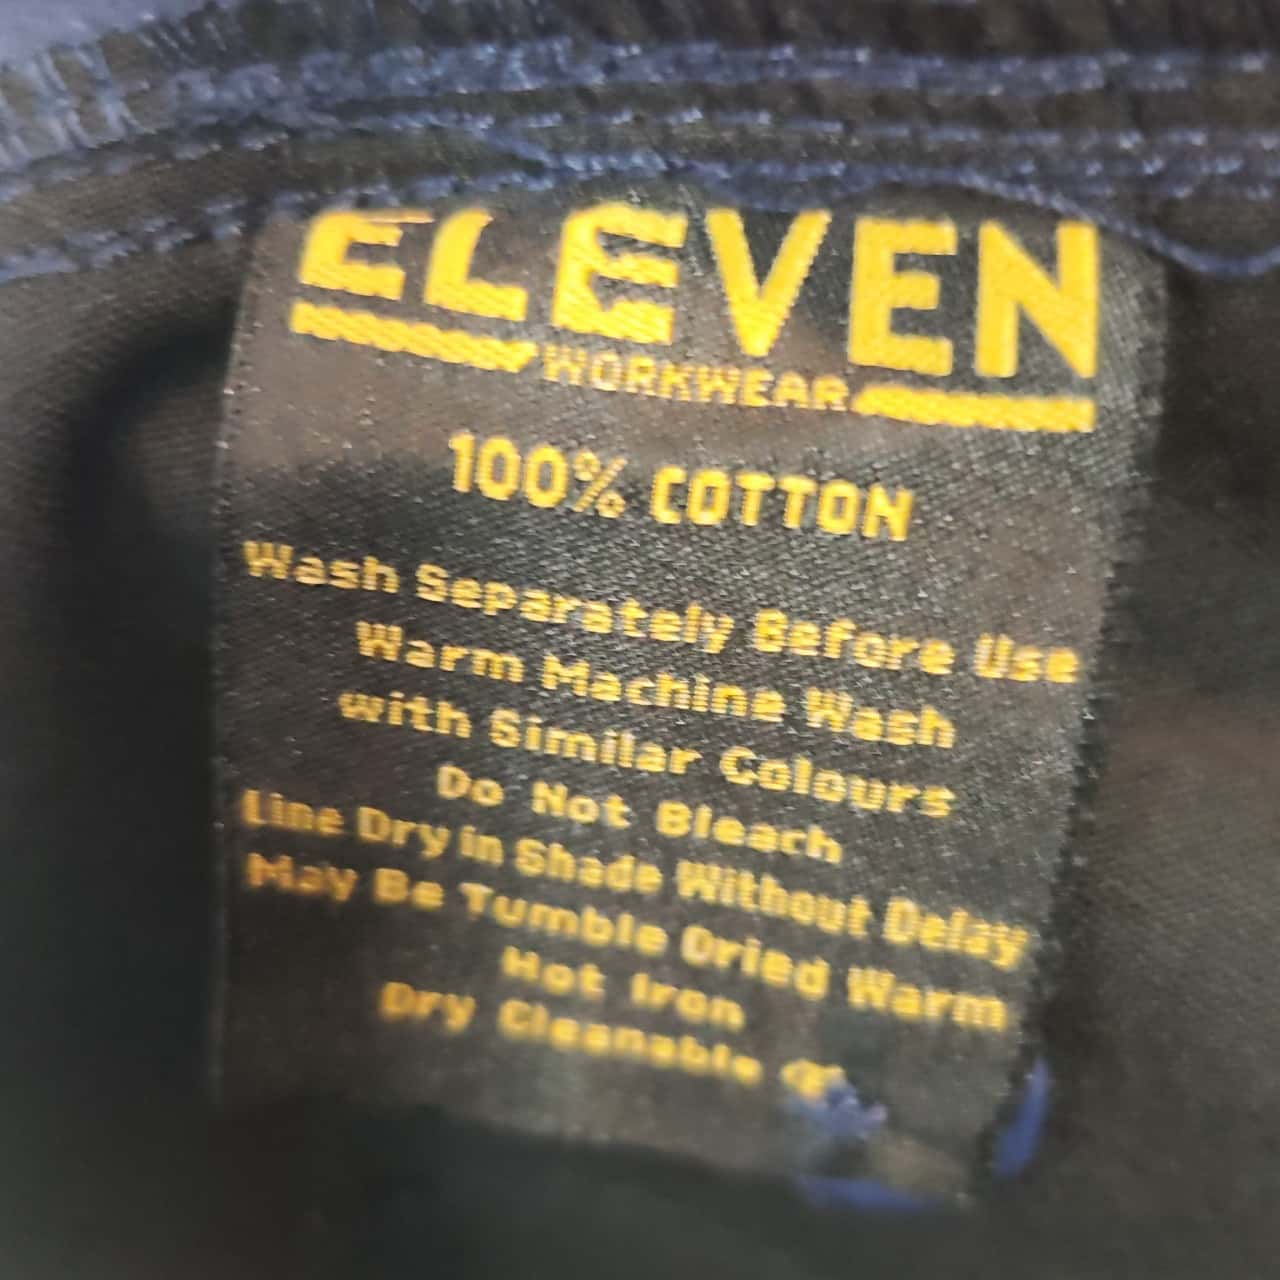 ELEVEN
WORKWEAR
100% COTTON
Wash Separately Before Use
Warm Machine Wash
with Similar Colours
Do Not Bleach
Line Dry in Shade Without Delay
May Be Tumble Dried Warm
Hot Iron
Dry Cleanable Ⓟ